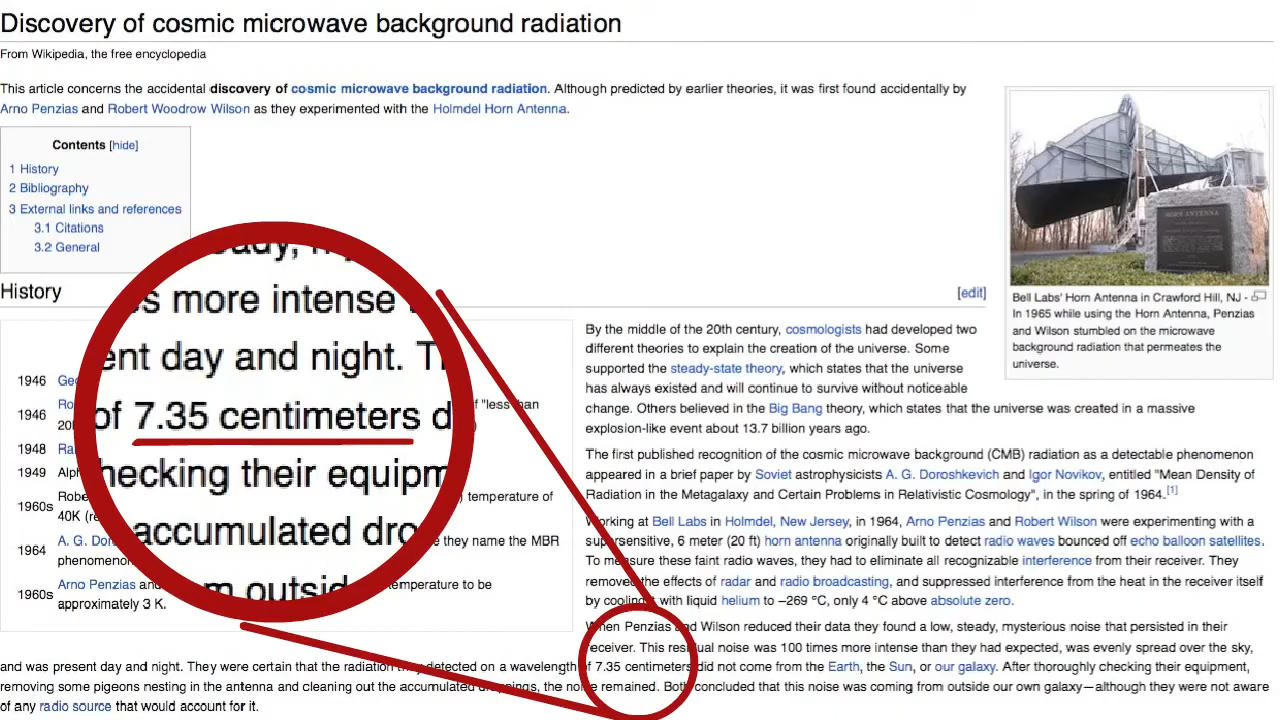 Discovery of cosmic microwave background radiation
From Wikipedia, the free encyclopedia
This article concerns the accidental discovery of cosmic microwave background radiation. Although predicted by earlier theories, it was first found accidentally by
Arno Penzias and Robert Woodrow Wilson as they experimented with the Holmdel Horn Antenna.
Contents [hide]
1 History
2 Bibliography
3 External links and references
3.1 Citations
3.2 General
HORN ANTENNA
Bell Labs' Horn Antenna in Crawford Hill, NJ -
In 1965 while using the Horn Antenna, Penzias
and Wilson stumbled on the microwave
background radiation that permeates the
universe.
History
[edit]
1946
1946
1948
1949
1960s
40K
temperature of
1964 A. G.
they name the MBR
1960s Arno Penzias
temperature to be
approximately 3 K.
more intense
day and night.
of 7.35 centimeters
their
accumulated
By the middle of the 20th century, cosmologists had developed two
different theories to explain the creation of the universe. Some
supported the steady-state theory, which states that the universe
has always existed and will continue to survive without noticeable
change. Others believed in the Big Bang theory, which states that the universe was created in a massive
explosion-like event about 13.7 billion years ago.
The first published recognition of the cosmic microwave background (CMB) radiation as a detectable phenomenon
appeared in a brief paper by Soviet astrophysicists A. G. Doroshkevich and Igor Novikov, entitled "Mean Density of
Radiation in the Metagalaxy and Certain Problems in Relativistic Cosmology", in the spring of 1964.[1]
Working at Bell Labs in Holmdel, New Jersey, in 1964, Arno Penzias and Robert Wilson were experimenting with a
supersensitive, 6 meter (20 ft) horn antenna originally built to detect radio waves bounced off echo balloon satellites.
To measure these faint radio waves, they had to eliminate all recognizable interference from their receiver. They
removed the effects of radar and radio broadcasting, and suppressed interference from the heat in the receiver itself
by cooling it with liquid helium to −269 °C, only 4 °C above absolute zero.
When Penzias and Wilson reduced their data they found a low, steady, mysterious noise that persisted in their
receiver. This residual noise was 100 times more intense than they had expected, was evenly spread over the sky,
and was present day and night. They were certain that the radiation they detected on a wavelength of 7.35 centimeters did not come from the Earth, the Sun, or our galaxy. After thoroughly checking their equipment,
removing some pigeons nesting in the antenna and cleaning out the accumulated droppings, the noise remained. Both concluded that this noise was coming from outside our own galaxy—although they were not aware
of any radio source that would account for it.